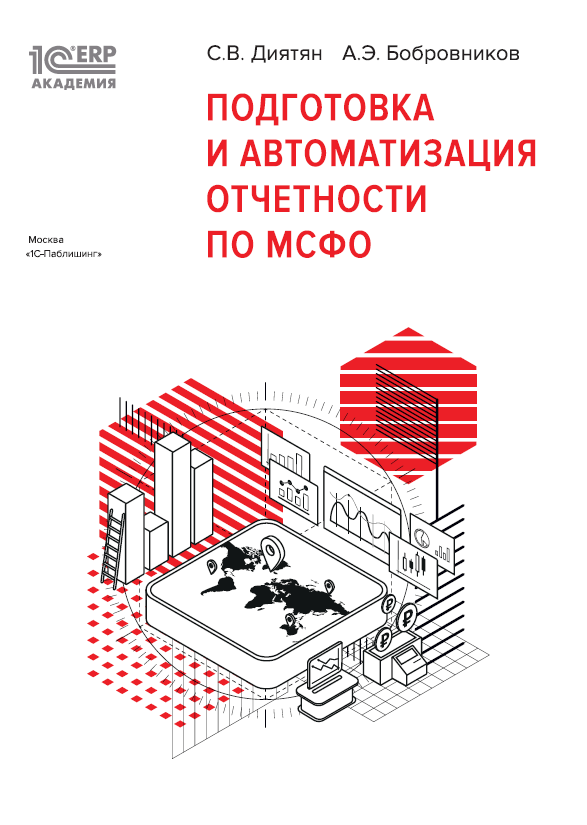 1С ERP
АКАДЕМИЯ
С.В. Диятян А.Э. Бобровников
ПОДГОТОВКА
И АВТОМАТИЗАЦИЯ
ОТЧЕТНОСТИ
ПО МСФО
Москва
«1С-Паблишинг»